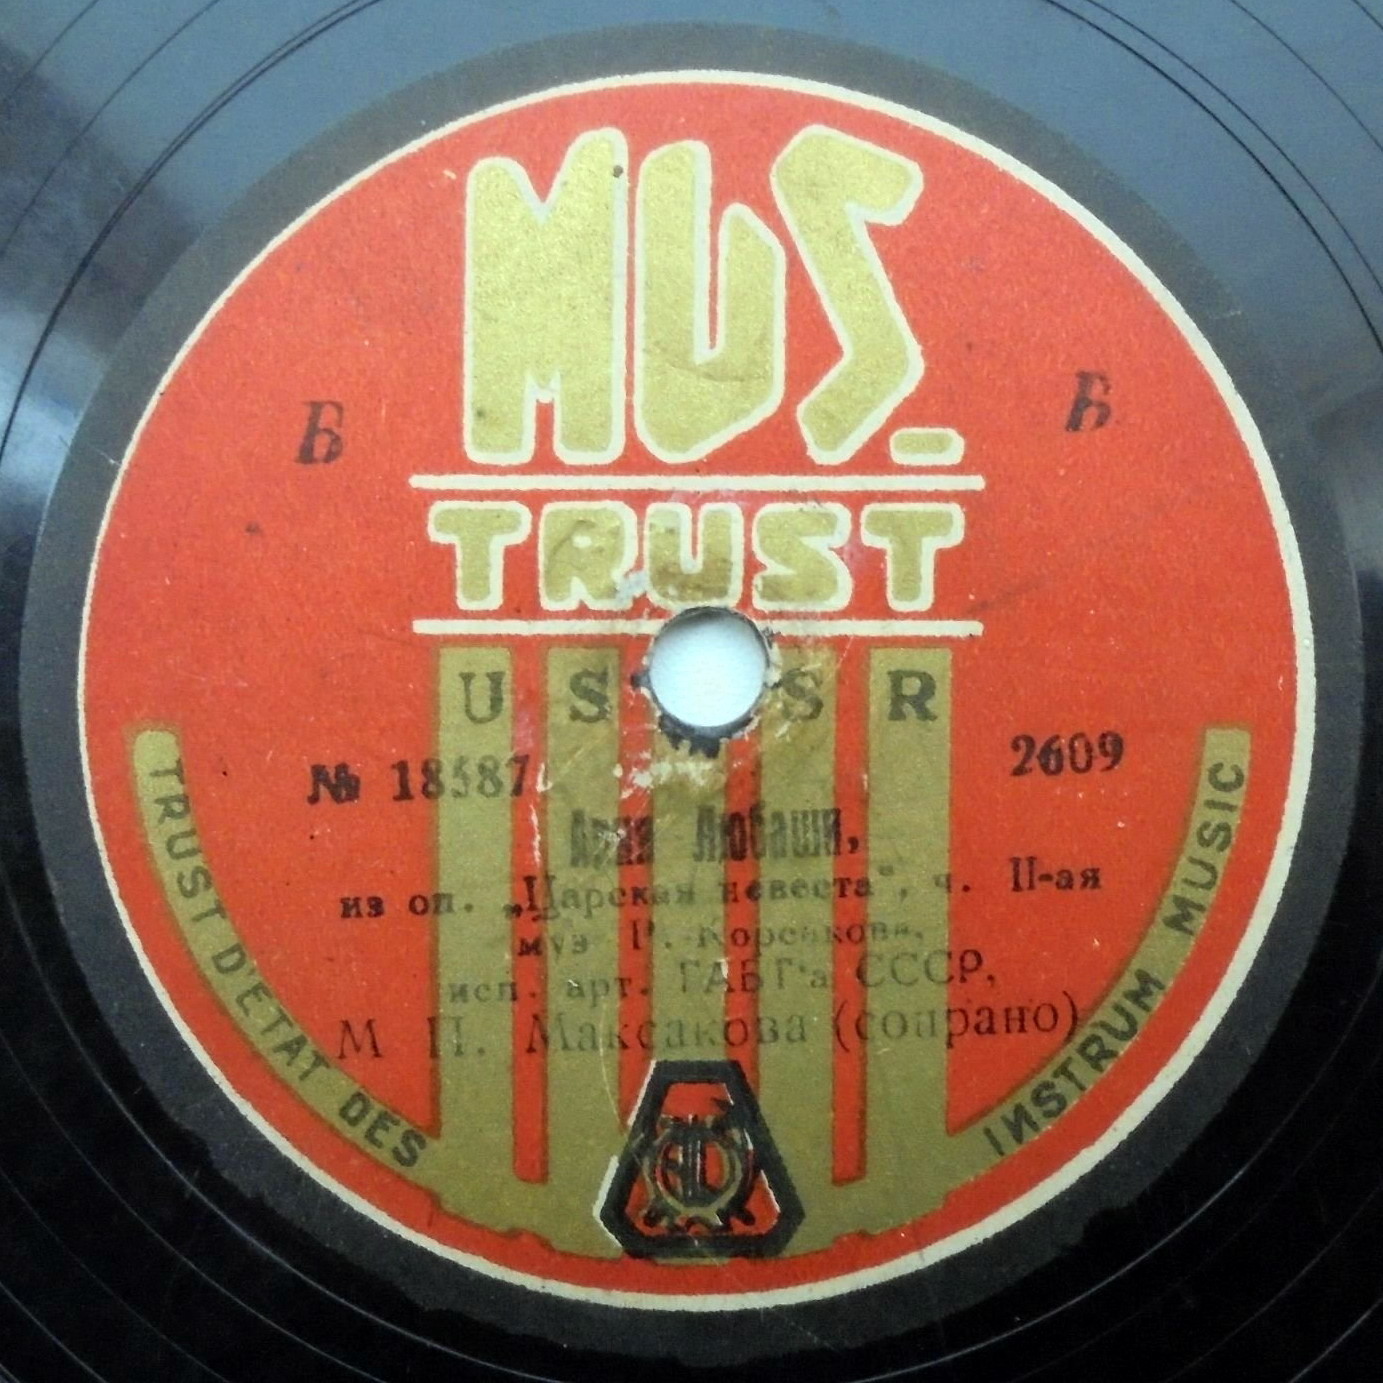 MUS.
TRUST
Б Б
U S S R
№ 18587 2609
Ария Любаши,
из оп. „Царская невеста", ч. II-ая
муз Р.-Корсакова,
исп. арт. ГАБТ'а СССР,
М П. Максакова (сопрано)
TRUST D'ETAT DES
INSTRUM MUSIC